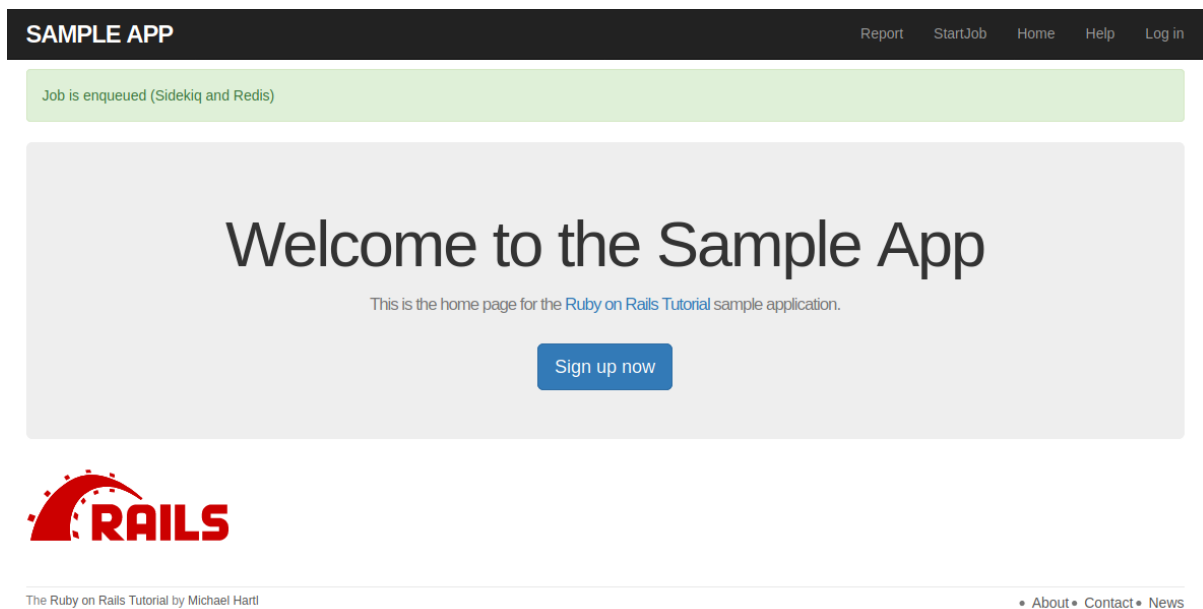 SAMPLE APP Report StartJob Home Help Log in
Job is enqueued (Sidekiq and Redis)
Welcome to the Sample App
This is the home page for the Ruby on Rails Tutorial sample application.
Sign up now
RAILS
The Ruby on Rails Tutorial by Michael Hartl • About • Contact • News